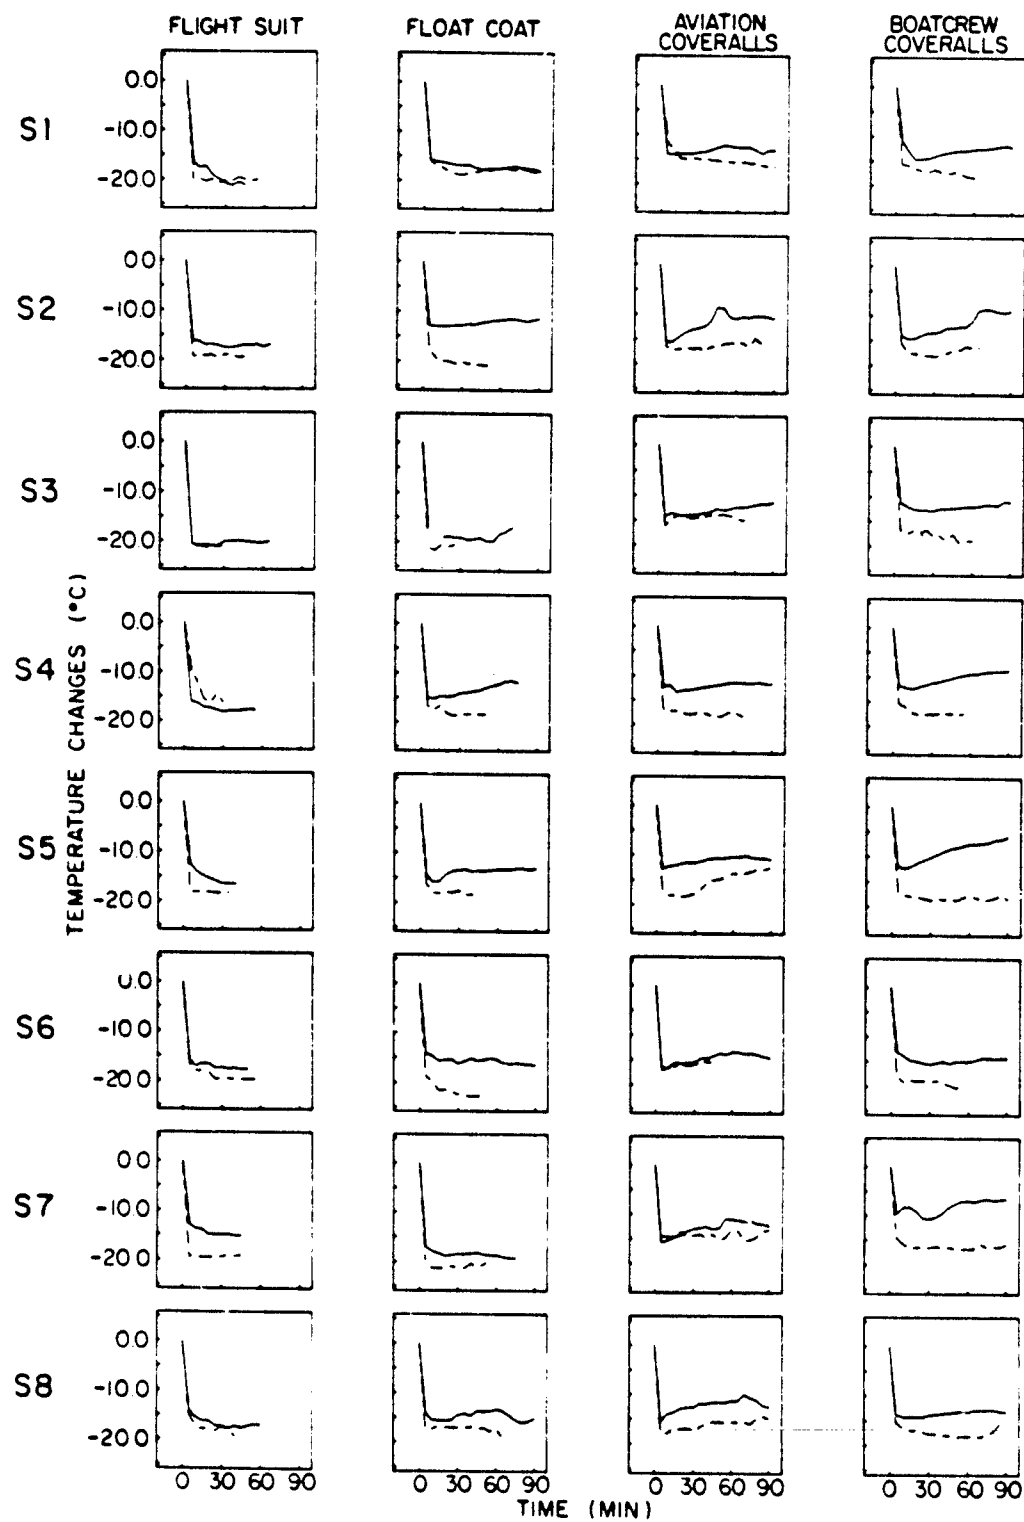 FLIGHT SUIT
FLOAT COAT
AVIATION
COVERALLS
BOATCREW
COVERALLS
S1
0.0
-10.0
-20.0
S2
0.0
-10.0
-20.0
S3
0.0
-10.0
-20.0
S4
0.0
-10.0
-20.0
S5
0.0
-10.0
-20.0
S6
0.0
-10.0
-20.0
S7
0.0
-10.0
-20.0
S8
0.0
-10.0
-20.0
TEMPERATURE CHANGES (°C)
0 30 60 90
0 30 60 90
0 30 60 90
0 30 60 90
TIME (MIN)